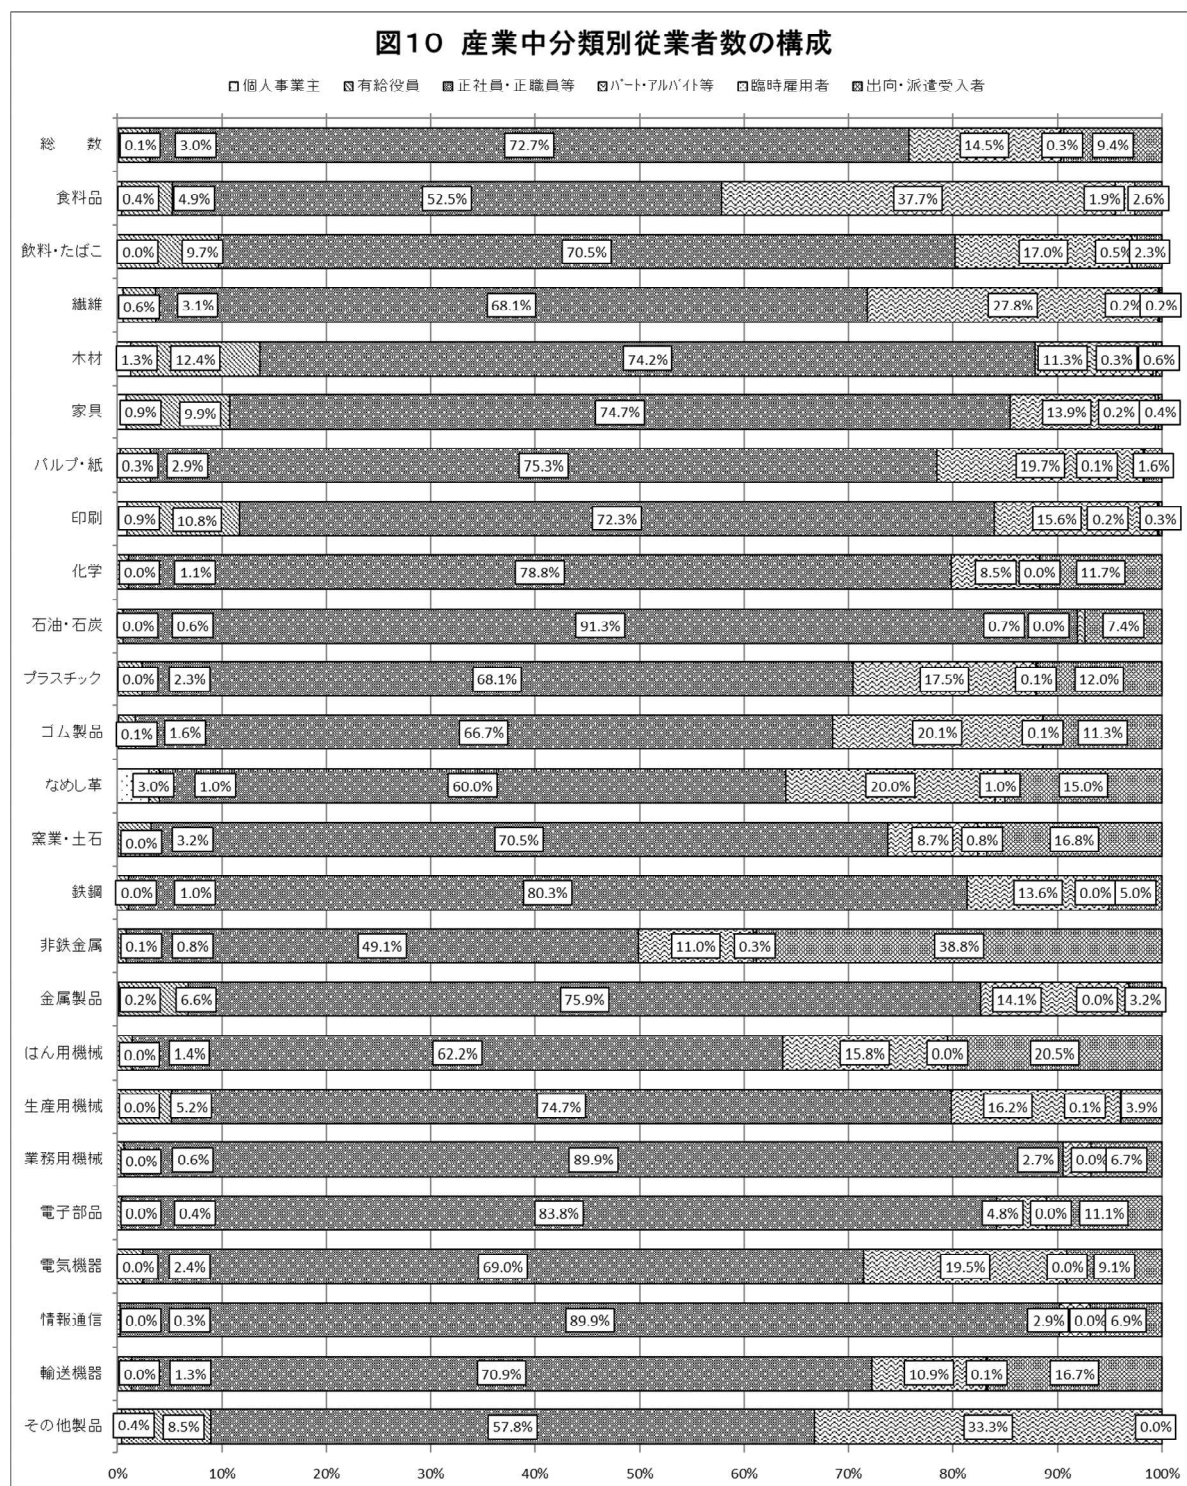 図10 産業中分類別従業者数の構成
個人事業主 有給役員 正社員・正職員等 ﾊﾟｰﾄ・ｱﾙﾊﾞｲﾄ等 臨時雇用者 出向・派遣受入者
総　数 0.1% 3.0% 72.7% 14.5% 0.3% 9.4%
食料品 0.4% 4.9% 52.5% 37.7% 1.9% 2.6%
飲料・たばこ 0.0% 9.7% 70.5% 17.0% 0.5% 2.3%
繊維 0.6% 3.1% 68.1% 27.8% 0.2% 0.2%
木材 1.3% 12.4% 74.2% 11.3% 0.3% 0.6%
家具 0.9% 9.9% 74.7% 13.9% 0.2% 0.4%
パルプ・紙 0.3% 2.9% 75.3% 19.7% 0.1% 1.6%
印刷 0.9% 10.8% 72.3% 15.6% 0.2% 0.3%
化学 0.0% 1.1% 78.8% 8.5% 0.0% 11.7%
石油・石炭 0.0% 0.6% 91.3% 0.7% 0.0% 7.4%
プラスチック 0.0% 2.3% 68.1% 17.5% 0.1% 12.0%
ゴム製品 0.1% 1.6% 66.7% 20.1% 0.1% 11.3%
なめし革 3.0% 1.0% 60.0% 20.0% 1.0% 15.0%
窯業・土石 0.0% 3.2% 70.5% 8.7% 0.8% 16.8%
鉄鋼 0.0% 1.0% 80.3% 13.6% 0.0% 5.0%
非鉄金属 0.1% 0.8% 49.1% 11.0% 0.3% 38.8%
金属製品 0.2% 6.6% 75.9% 14.1% 0.0% 3.2%
はん用機械 0.0% 1.4% 62.2% 15.8% 0.0% 20.5%
生産用機械 0.0% 5.2% 74.7% 16.2% 0.1% 3.9%
業務用機械 0.0% 0.6% 89.9% 2.7% 0.0% 6.7%
電子部品 0.0% 0.4% 83.8% 4.8% 0.0% 11.1%
電気機器 0.0% 2.4% 69.0% 19.5% 0.0% 9.1%
情報通信 0.0% 0.3% 89.9% 2.9% 0.0% 6.9%
輸送機器 0.0% 1.3% 70.9% 10.9% 0.1% 16.7%
その他製品 0.4% 8.5% 57.8% 33.3% 0.0%
0% 10% 20% 30% 40% 50% 60% 70% 80% 90% 100%